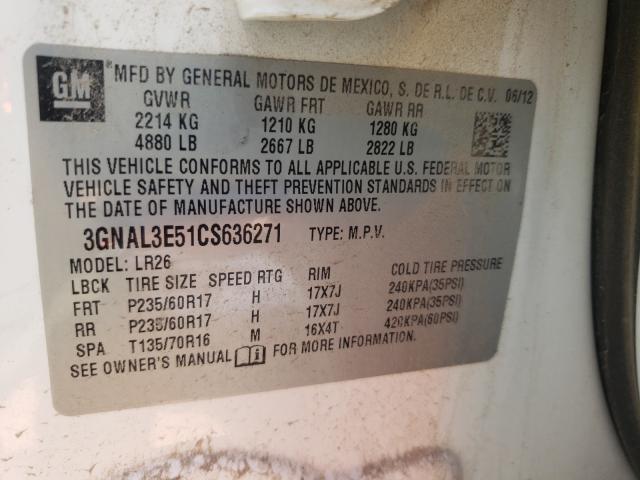 GM
*MFD BY GENERAL MOTORS DE MEXICO, S. DE R.L. DE C.V. 06/12
GVWR GAWR FRT GAWR RR
2214 KG 1210 KG 1280 KG
4880 LB 2667 LB 2822 LB
THIS VEHICLE CONFORMS TO ALL APPLICABLE U.S. FEDERAL MOTOR
VEHICLE SAFETY AND THEFT PREVENTION STANDARDS IN EFFECT ON
THE DATE OF MANUFACTURE SHOWN ABOVE.
3GNAL3E51CS636271 TYPE: M.P.V.
MODEL: LR26
LBCK TIRE SIZE SPEED RTG RIM COLD TIRE PRESSURE
FRT P235/60R17 H 17X7J 240KPA(35PSI)
RR P235/60R17 H 17X7J 240KPA(35PSI)
SPA T135/70R16 M 16X4T 420KPA(60PSI)
SEE OWNER'S MANUAL FOR MORE INFORMATION.